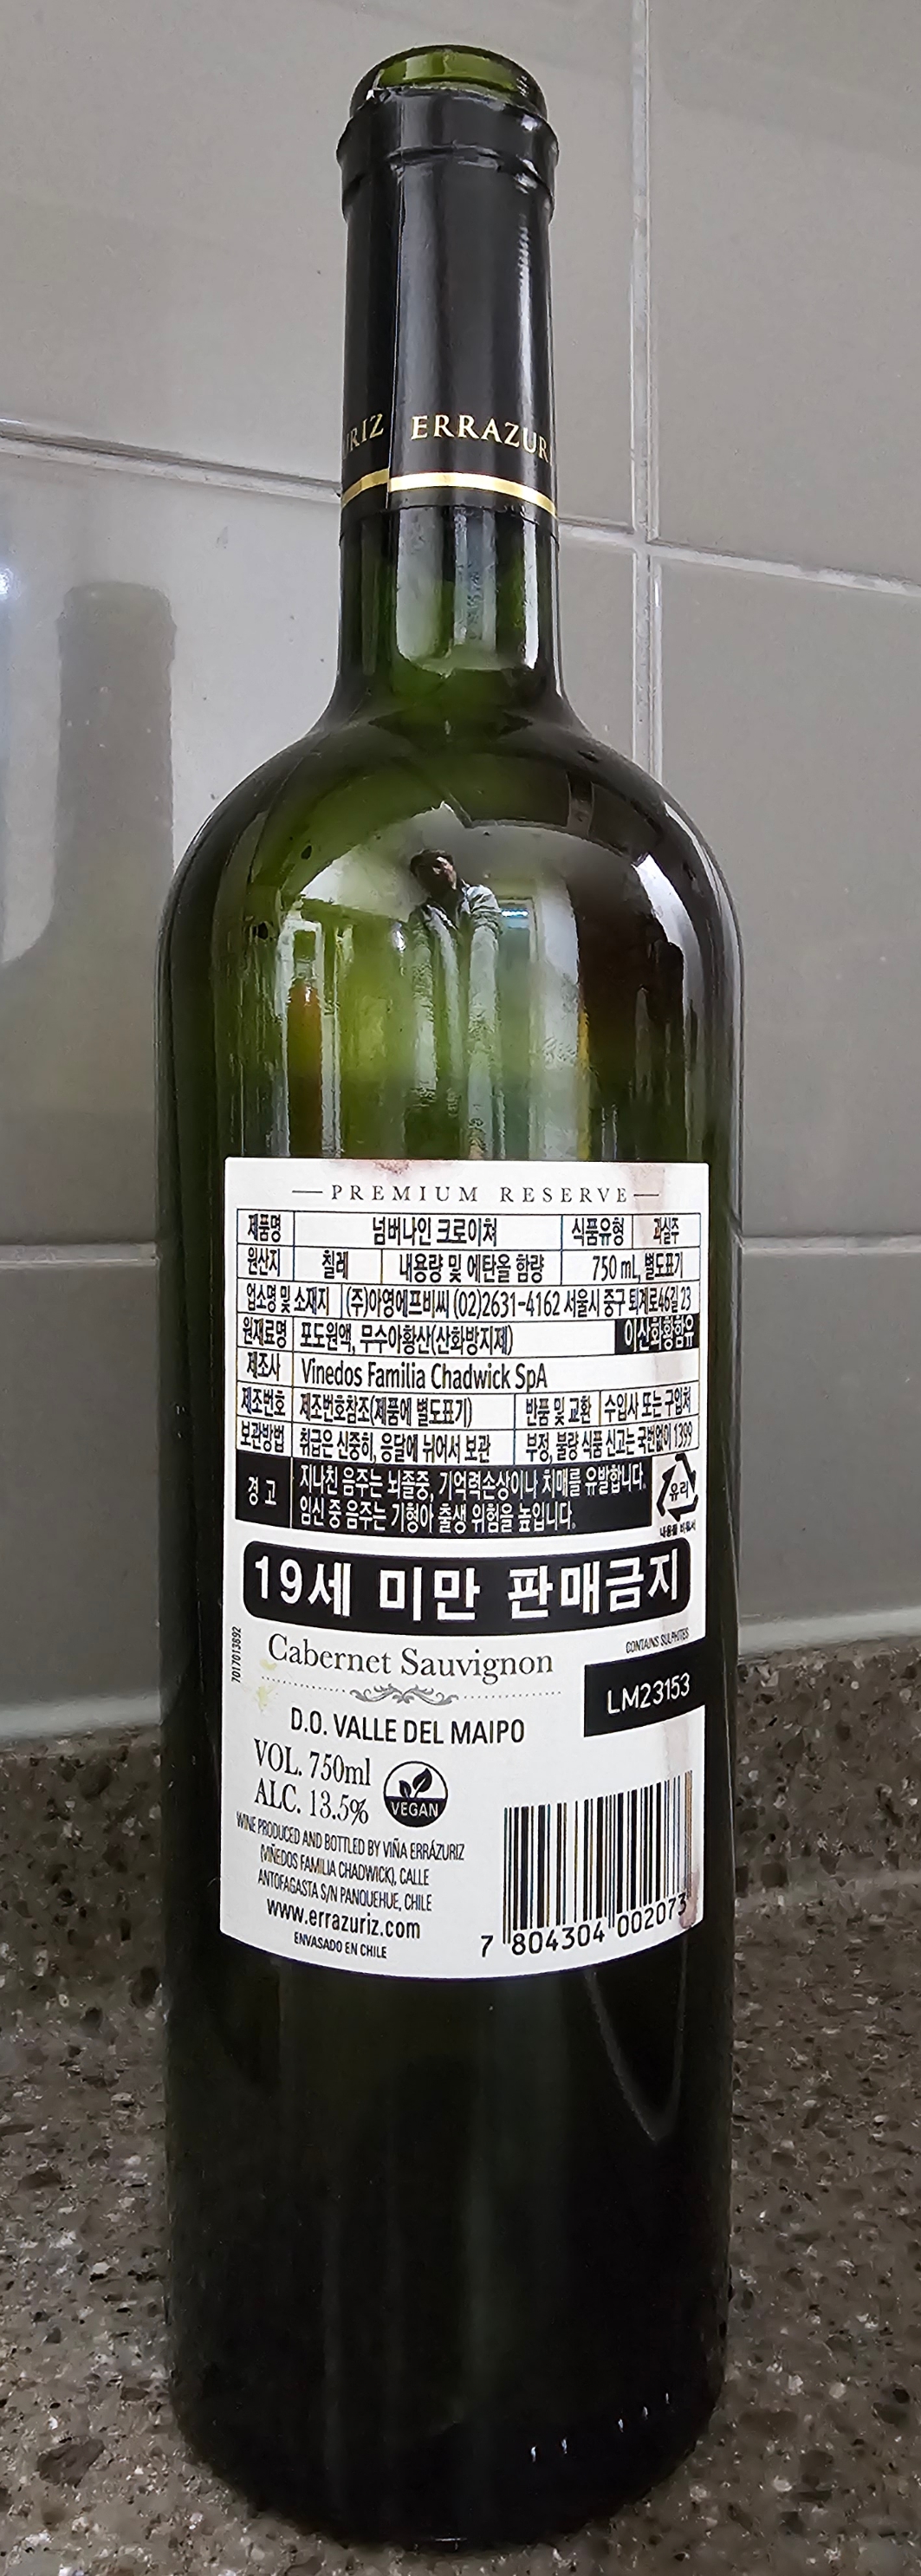 RIZ ERRAZUR
PREMIUM RESERVE
제품명 넘버나인 크로이쳐 식품유형 과실주
원산지 칠레 내용량 및 에탄올 함량 750 mL, 별도표기
업소명 및 소재지 (주)아영에프비씨 (02)2631-4162 서울시 중구 퇴계로46길 23
원재료명 포도원액, 무수아황산(산화방지제) 이산화황함유
제조사 Vinedos Familia Chadwick SpA
제조번호 제조번호참조(제품에 별도표기) 반품 및 교환 수입사 또는 구입처
보관방법 취급은 신중히, 응달에 뉘어서 보관 부정, 불량 식품 신고는 국번없이 1399
경 고 지나친 음주는 뇌졸중, 기억력손상이나 치매를 유발합니다.
임신 중 음주는 기형아 출생 위험을 높입니다.
유리
내용물 비워서
19세 미만 판매금지
7017013892
Cabernet Sauvignon
CONTAINS SULPHITES
LM23153
D.O. VALLE DEL MAIPO
VOL. 750ml
ALC. 13.5%
VEGAN
WINE PRODUCED AND BOTTLED BY VIÑA ERRÁZURIZ
(VIÑEDOS FAMILIA CHADWICK), CALLE
ANTOFAGASTA S/N PANQUEHUE, CHILE
www.errazuriz.com
ENVASADO EN CHILE
7 804304 002073